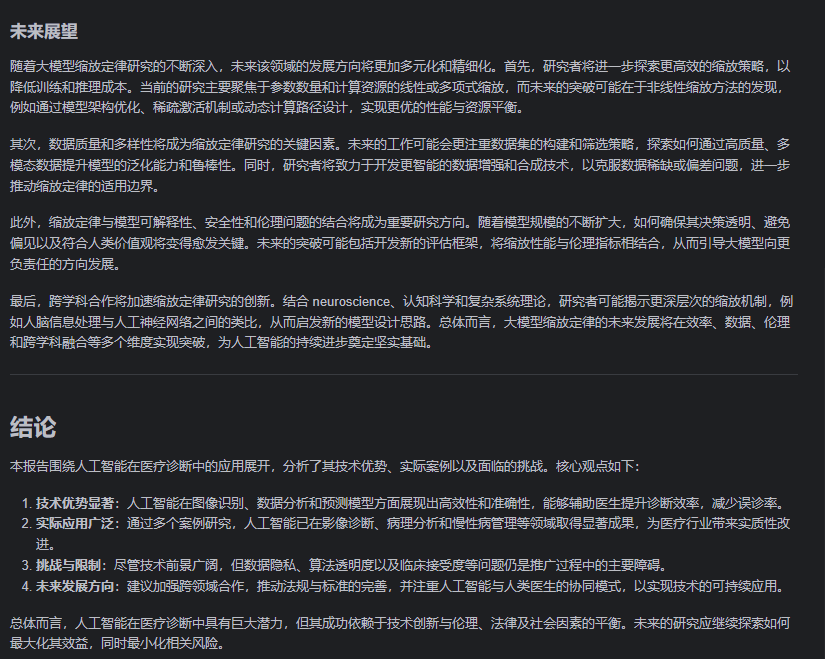 未来展望
随着大模型缩放定律研究的不断深入，未来该领域的发展方向将更加多元化和精细化。首先，研究者将进一步探索更高效的缩放策略，以
降低训练和推理成本。当前的研究主要聚焦于参数数量和计算资源的线性或多项式缩放，而未来的突破可能在于非线性缩放方法的发现，
例如通过模型架构优化、稀疏激活机制或动态计算路径设计，实现更优的性能与资源平衡。
其次，数据质量和多样性将成为缩放定律研究的关键因素。未来的工作可能会更注重数据集的构建和筛选策略，探索如何通过高质量、多
模态数据提升模型的泛化能力和鲁棒性。同时，研究者将致力于开发更智能的数据增强和合成技术，以克服数据稀缺或偏差问题，进一步
推动缩放定律的适用边界。
此外，缩放定律与模型可解释性、安全性和伦理问题的结合将成为重要研究方向。随着模型规模的不断扩大，如何确保其决策透明、避免
偏见以及符合人类价值观将变得愈发关键。未来的突破可能包括开发新的评估框架，将缩放性能与伦理指标相结合，从而引导大模型向更
负责任的方向发展。
最后，跨学科合作将加速缩放定律研究的创新。结合 neuroscience、认知科学和复杂系统理论，研究者可能揭示更深层次的缩放机制，例
如人脑信息处理与人工神经网络之间的类比，从而启发新的模型设计思路。总体而言，大模型缩放定律的未来发展将在效率、数据、伦理
和跨学科融合等多个维度实现突破，为人工智能的持续进步奠定坚实基础。
结论
本报告围绕人工智能在医疗诊断中的应用展开，分析了其技术优势、实际案例以及面临的挑战。核心观点如下：
1. 技术优势显著：人工智能在图像识别、数据分析和预测模型方面展现出高效性和准确性，能够辅助医生提升诊断效率，减少误诊率。
2. 实际应用广泛：通过多个案例研究，人工智能已在影像诊断、病理分析和慢性病管理等领域取得显著成果，为医疗行业带来实质性改
进。
3. 挑战与限制：尽管技术前景广阔，但数据隐私、算法透明度以及临床接受度等问题仍是推广过程中的主要障碍。
4. 未来发展方向：建议加强跨领域合作，推动法规与标准的完善，并注重人工智能与人类医生的协同模式，以实现技术的可持续应用。
总体而言，人工智能在医疗诊断中具有巨大潜力，但其成功依赖于技术创新与伦理、法律及社会因素的平衡。未来的研究应继续探索如何
最大化其效益，同时最小化相关风险。